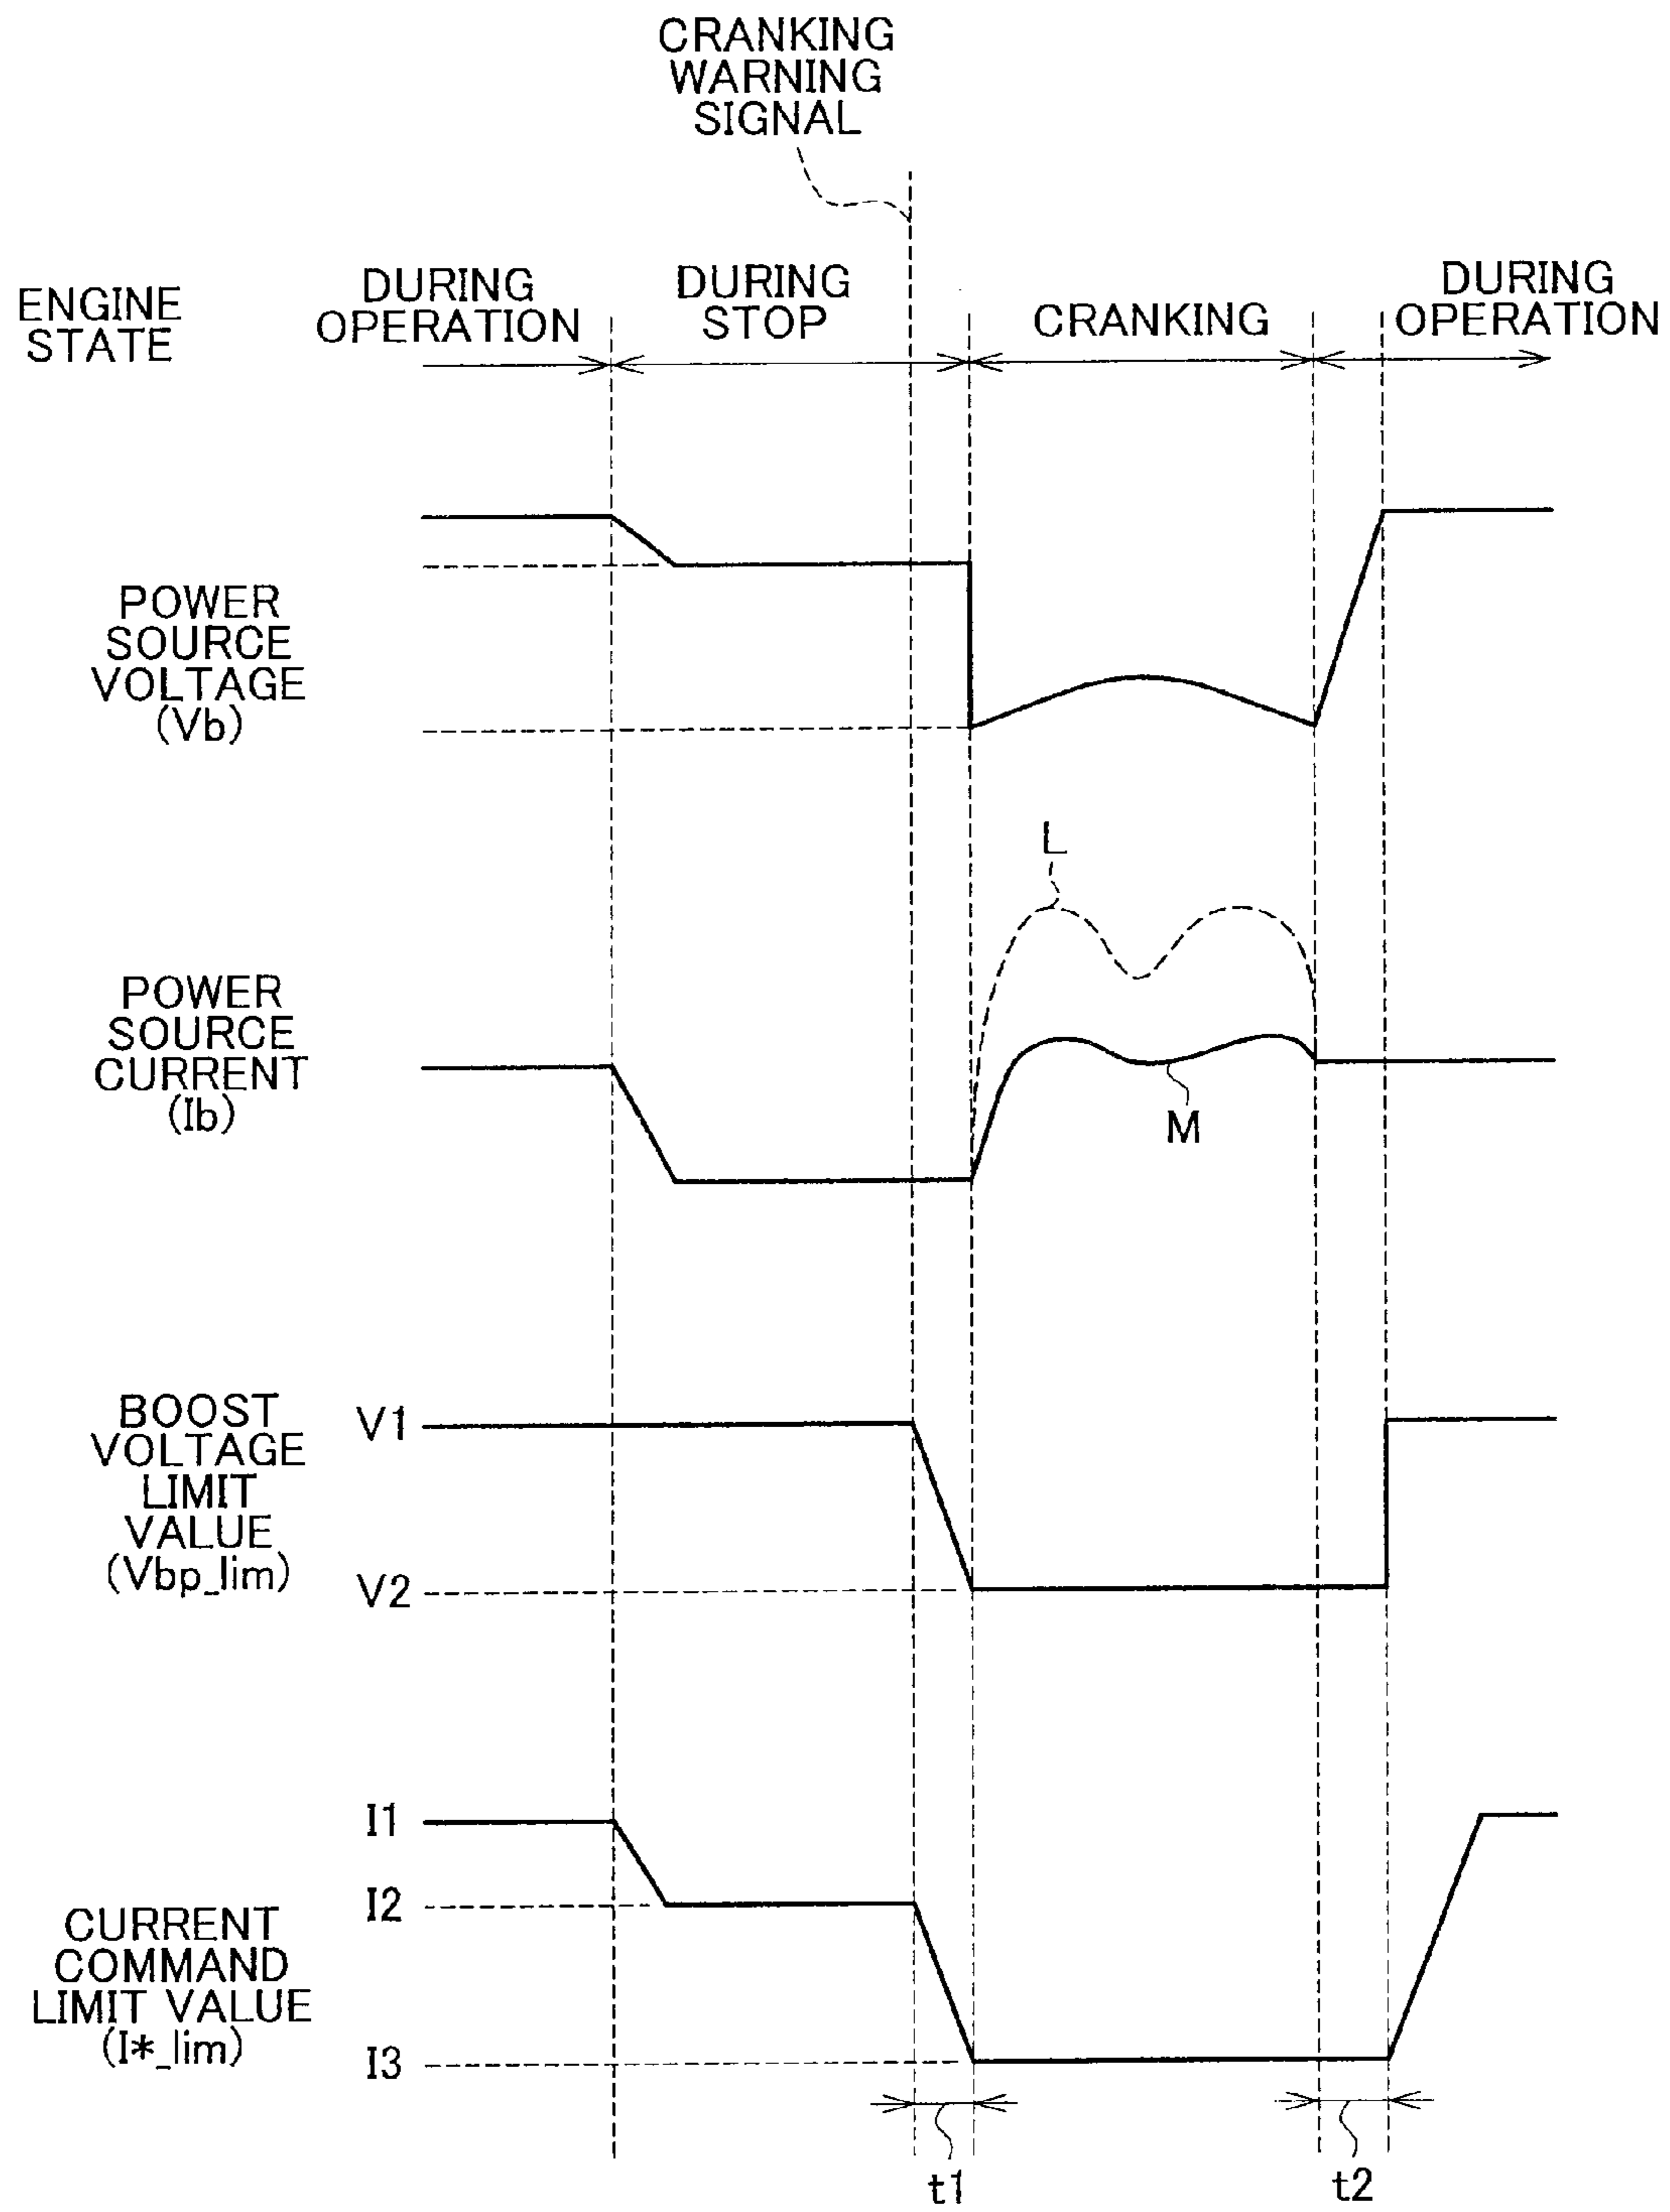 CRANKING
WARNING
SIGNAL
ENGINE
STATE
DURING
OPERATION
DURING
STOP
CRANKING
DURING
OPERATION
POWER
SOURCE
VOLTAGE
(Vb)
L
POWER
SOURCE
CURRENT
(Ib)
M
BOOST
VOLTAGE
LIMIT
VALUE
(Vbp_lim)
V1
V2
CURRENT
COMMAND
LIMIT VALUE
(I*_lim)
I1
I2
I3
t1
t2